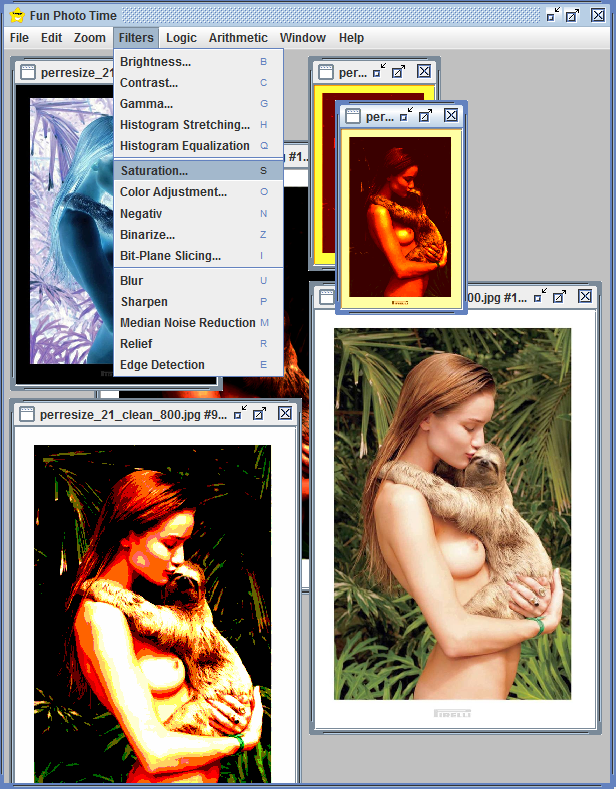 Fun Photo Time
File Edit Zoom Filters Logic Arithmetic Window Help
perresize_21
Brightness... B
Contrast... C
Gamma... G
Histogram Stretching... H
Histogram Equalization Q
Saturation... S
Color Adjustment... O
Negativ N
Binarize... Z
Bit-Plane Slicing... I
Blur U
Sharpen P
Median Noise Reduction M
Relief R
Edge Detection E
per...
per...
#1...
00.jpg #1...
perresize_21_clean_800.jpg #9...
PIRELLI